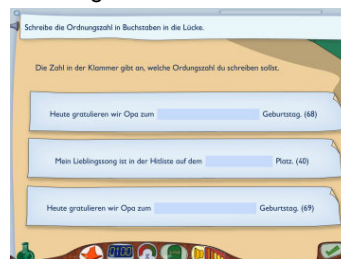 Schreibe die Ordnungszahl in Buchstaben in die Lücke.
Die Zahl in der Klammer gibt an, welche Ordungszahl du schreiben sollst.
Heute gratulieren wir Opa zum Geburtstag. (68)
Mein Lieblingssong ist in der Hitliste auf dem Platz. (40)
Heute gratulieren wir Opa zum Geburtstag. (69)
0100